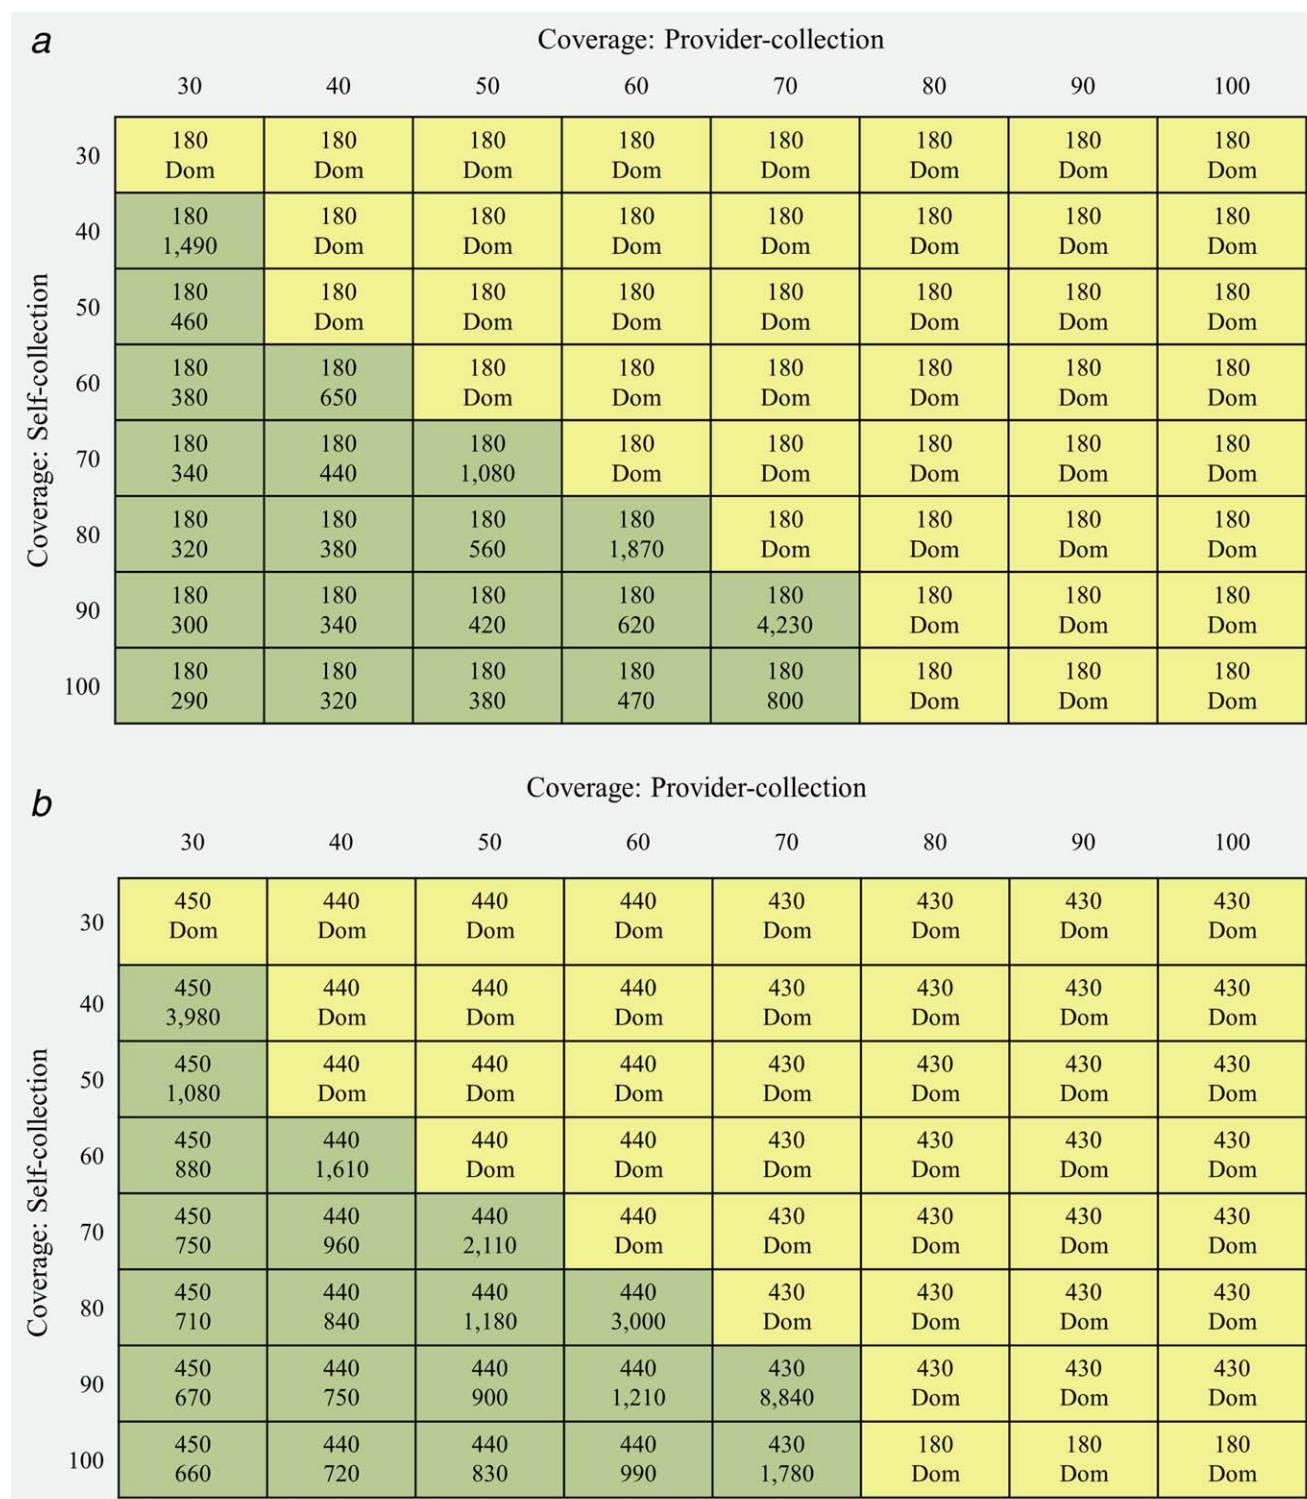 a
Coverage: Provider-collection
30 40 50 60 70 80 90 100
Coverage: Self-collection
30
180 180 180 180 180 180 180 180
Dom Dom Dom Dom Dom Dom Dom Dom
40
180 180 180 180 180 180 180 180
1,490 Dom Dom Dom Dom Dom Dom Dom
50
180 180 180 180 180 180 180 180
460 Dom Dom Dom Dom Dom Dom Dom
60
180 180 180 180 180 180 180 180
380 650 Dom Dom Dom Dom Dom Dom
70
180 180 180 180 180 180 180 180
340 440 1,080 Dom Dom Dom Dom Dom
80
180 180 180 180 180 180 180 180
320 380 560 1,870 Dom Dom Dom Dom
90
180 180 180 180 180 180 180 180
300 340 420 620 4,230 Dom Dom Dom
100
180 180 180 180 180 180 180 180
290 320 380 470 800 Dom Dom Dom
b
Coverage: Provider-collection
30 40 50 60 70 80 90 100
Coverage: Self-collection
30
450 440 440 440 430 430 430 430
Dom Dom Dom Dom Dom Dom Dom Dom
40
450 440 440 440 430 430 430 430
3,980 Dom Dom Dom Dom Dom Dom Dom
50
450 440 440 440 430 430 430 430
1,080 Dom Dom Dom Dom Dom Dom Dom
60
450 440 440 440 430 430 430 430
880 1,610 Dom Dom Dom Dom Dom Dom
70
450 440 440 440 430 430 430 430
750 960 2,110 Dom Dom Dom Dom Dom
80
450 440 440 440 430 430 430 430
710 840 1,180 3,000 Dom Dom Dom Dom
90
450 440 440 440 430 430 430 430
670 750 900 1,210 8,840 Dom Dom Dom
100
450 440 440 440 430 180 180 180
660 720 830 990 1,780 Dom Dom Dom